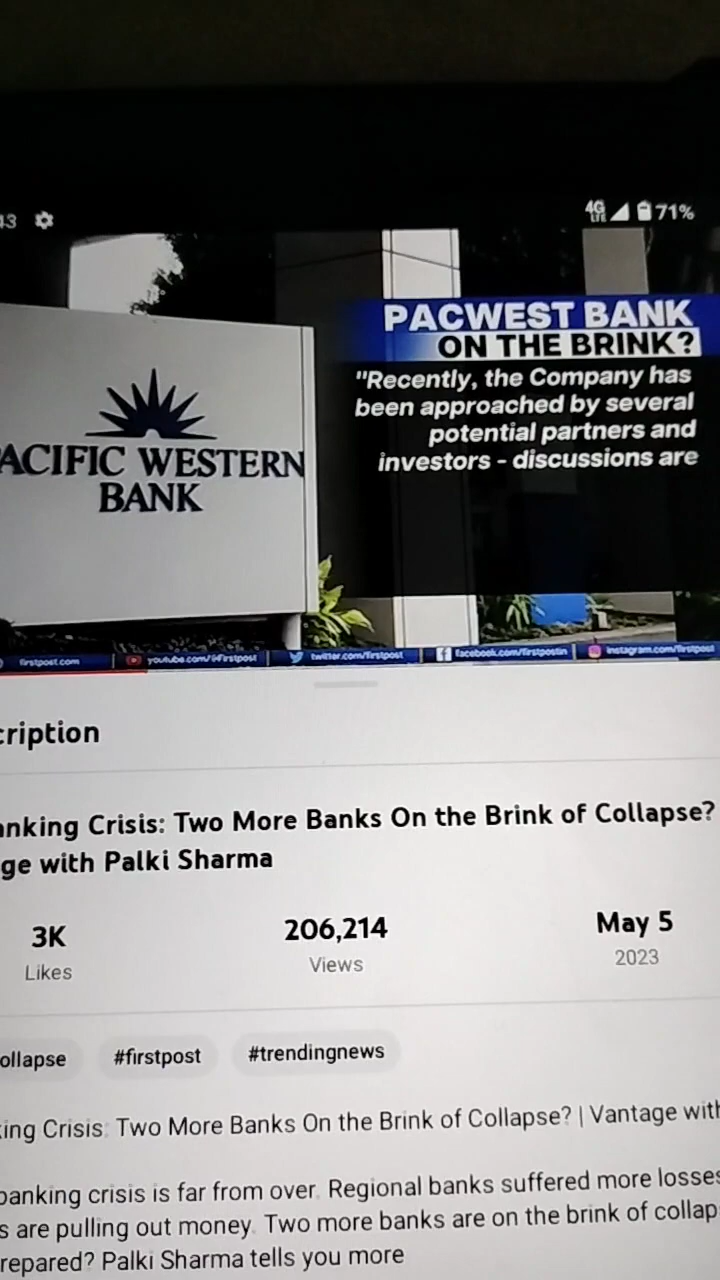 43
4G
LTE
71%
PACWEST BANK
ON THE BRINK?
"Recently, the Company has
been approached by several
potential partners and
investors - discussions are
ACIFIC WESTERN
BANK
firstpost.com
youtube.com/@Firstpost
twitter.com/firstpost
facebook.com/firstpostin
instagram.com/firstpost
cription
anking Crisis: Two More Banks On the Brink of Collapse?
ge with Palki Sharma
3K
206,214
May 5
Likes
Views
2023
ollapse
#firstpost
#trendingnews
king Crisis: Two More Banks On the Brink of Collapse? | Vantage with
banking crisis is far from over. Regional banks suffered more losses
s are pulling out money. Two more banks are on the brink of collap
repared? Palki Sharma tells you more